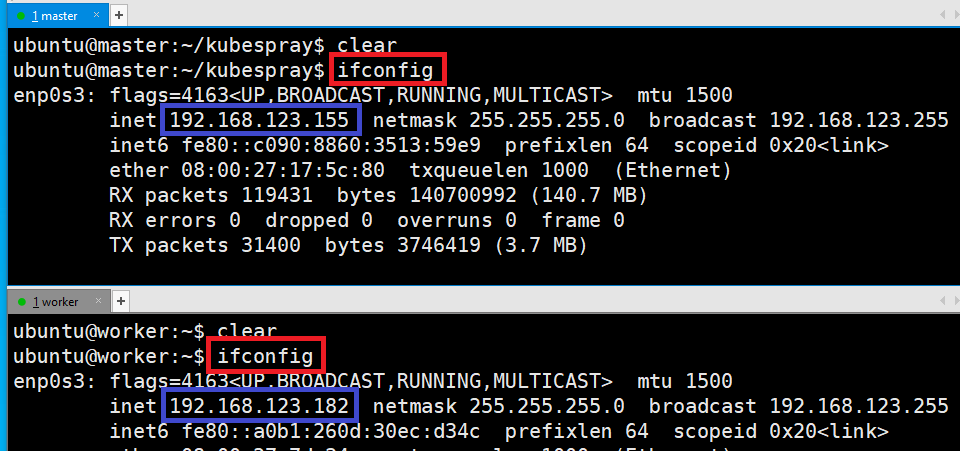 1 master × +
ubuntu@master:~/kubespray$ clear
ubuntu@master:~/kubespray$ ifconfig
enp0s3: flags=4163<UP,BROADCAST,RUNNING,MULTICAST>  mtu 1500
        inet 192.168.123.155  netmask 255.255.255.0  broadcast 192.168.123.255
        inet6 fe80::c090:8860:3513:59e9  prefixlen 64  scopeid 0x20<link>
        ether 08:00:27:17:5c:80  txqueuelen 1000  (Ethernet)
        RX packets 119431  bytes 140700992 (140.7 MB)
        RX errors 0  dropped 0  overruns 0  frame 0
        TX packets 31400  bytes 3746419 (3.7 MB)
1 worker × +
ubuntu@worker:~$ clear
ubuntu@worker:~$ ifconfig
enp0s3: flags=4163<UP,BROADCAST,RUNNING,MULTICAST>  mtu 1500
        inet 192.168.123.182  netmask 255.255.255.0  broadcast 192.168.123.255
        inet6 fe80::a0b1:260d:30ec:d34c  prefixlen 64  scopeid 0x20<link>